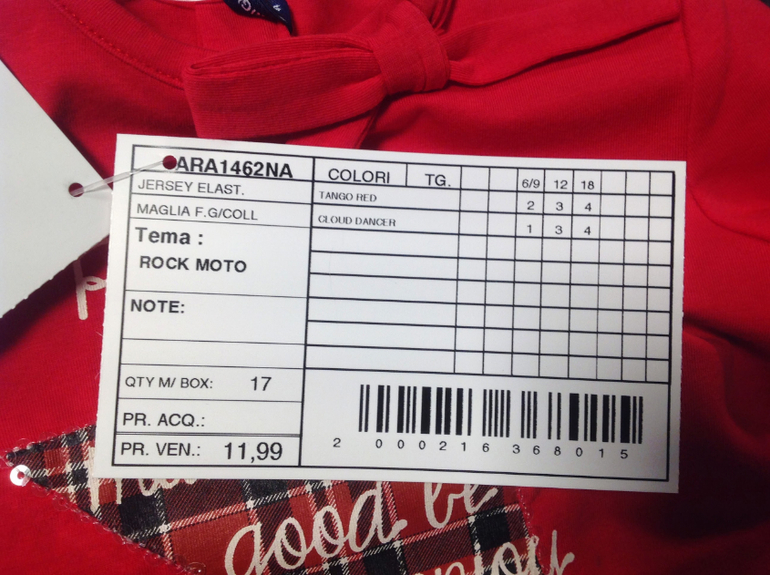 ARA1462NA
JERSEY ELAST.
MAGLIA F.G/COLL
Tema :
ROCK MOTO
NOTE:
QTY M/ BOX: 17
PR. ACQ.:
PR. VEN.: 11,99
COLORI TG. 6/9 12 18
TANGO RED 2 3 4
CLOUD DANCER 1 3 4
2 000216 368015
good be